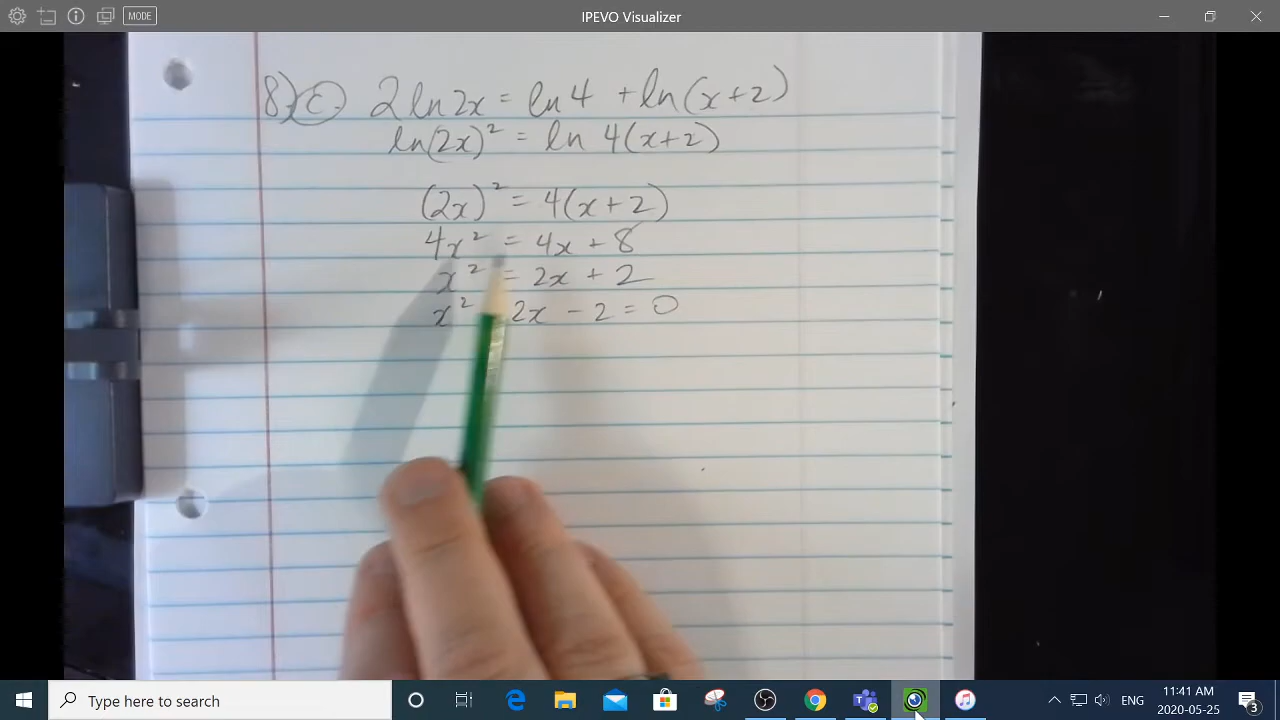 IPEVO Visualizer
MODE
8) c) 2 ln 2x = ln 4 + ln(x+2)
ln(2x)² = ln 4(x+2)
(2x)² = 4(x+2)
4x² = 4x + 8
x² = 2x + 2
x² 2x - 2 = 0
Type here to search
ENG
11:41 AM
2020-05-25
3